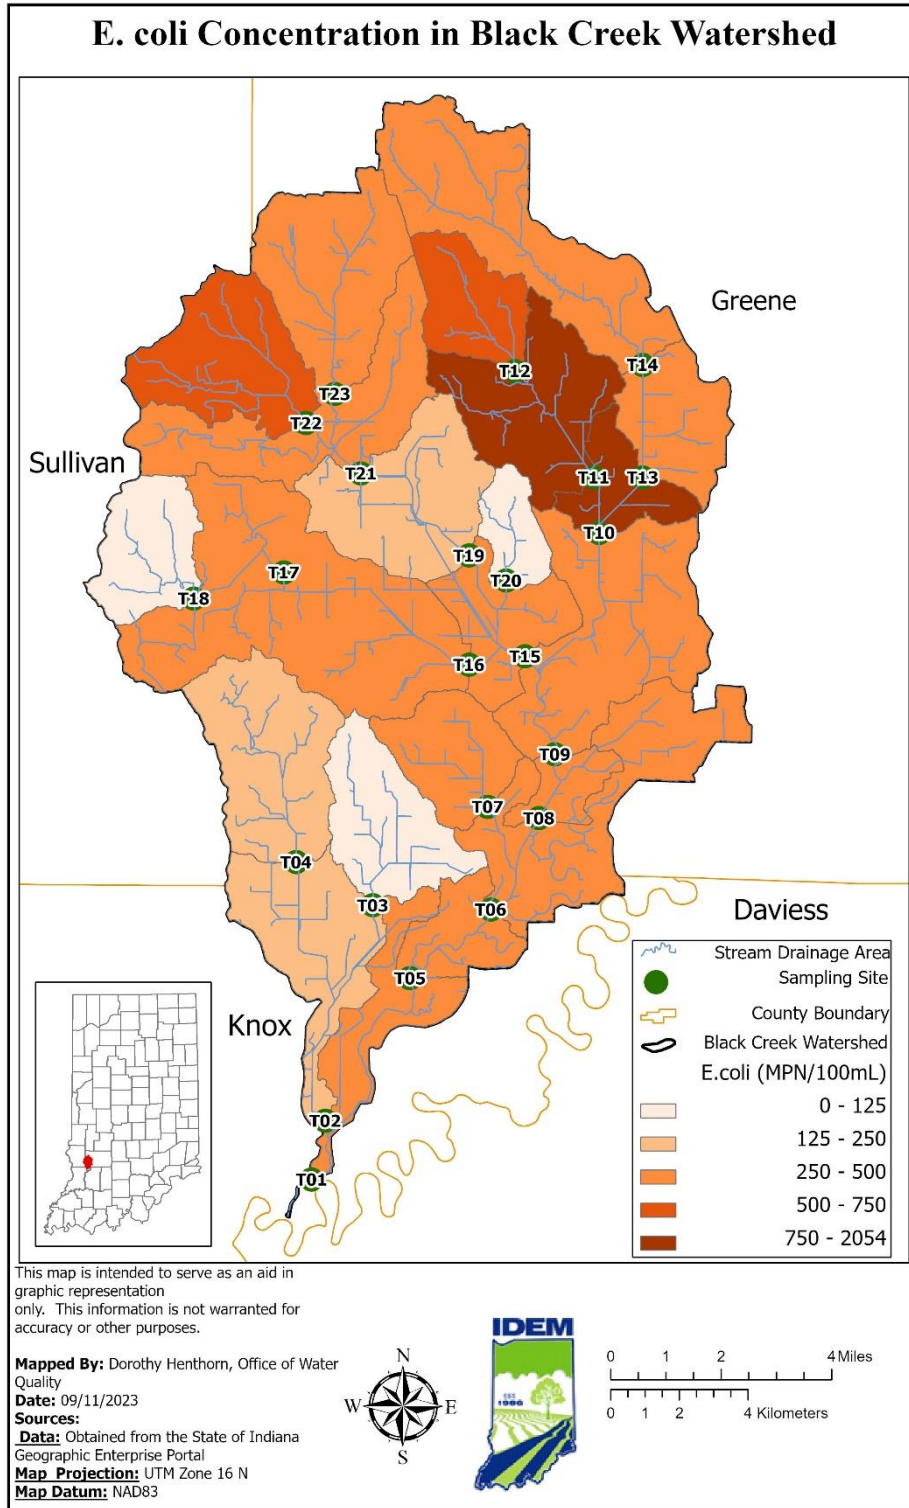 E. coli Concentration in Black Creek Watershed
Greene
T14
T12
T23
T22
Sullivan
T21
T11
T13
T10
T19
T17
T20
T18
T15
T16
T09
T07
T08
T04
T03
T06
Daviess
T05
Knox
T02
T01
Stream Drainage Area
Sampling Site
County Boundary
Black Creek Watershed
E.coli (MPN/100mL)
0 - 125
125 - 250
250 - 500
500 - 750
750 - 2054
This map is intended to serve as an aid in
graphic representation
only. This information is not warranted for
accuracy or other purposes.
Mapped By: Dorothy Henthorn, Office of Water
Quality
Date: 09/11/2023
Sources:
Data: Obtained from the State of Indiana
Geographic Enterprise Portal
Map Projection: UTM Zone 16 N
Map Datum: NAD83
N
W E
S
IDEM
EST.
1986
0 1 2 4 Miles
0 1 2 4 Kilometers